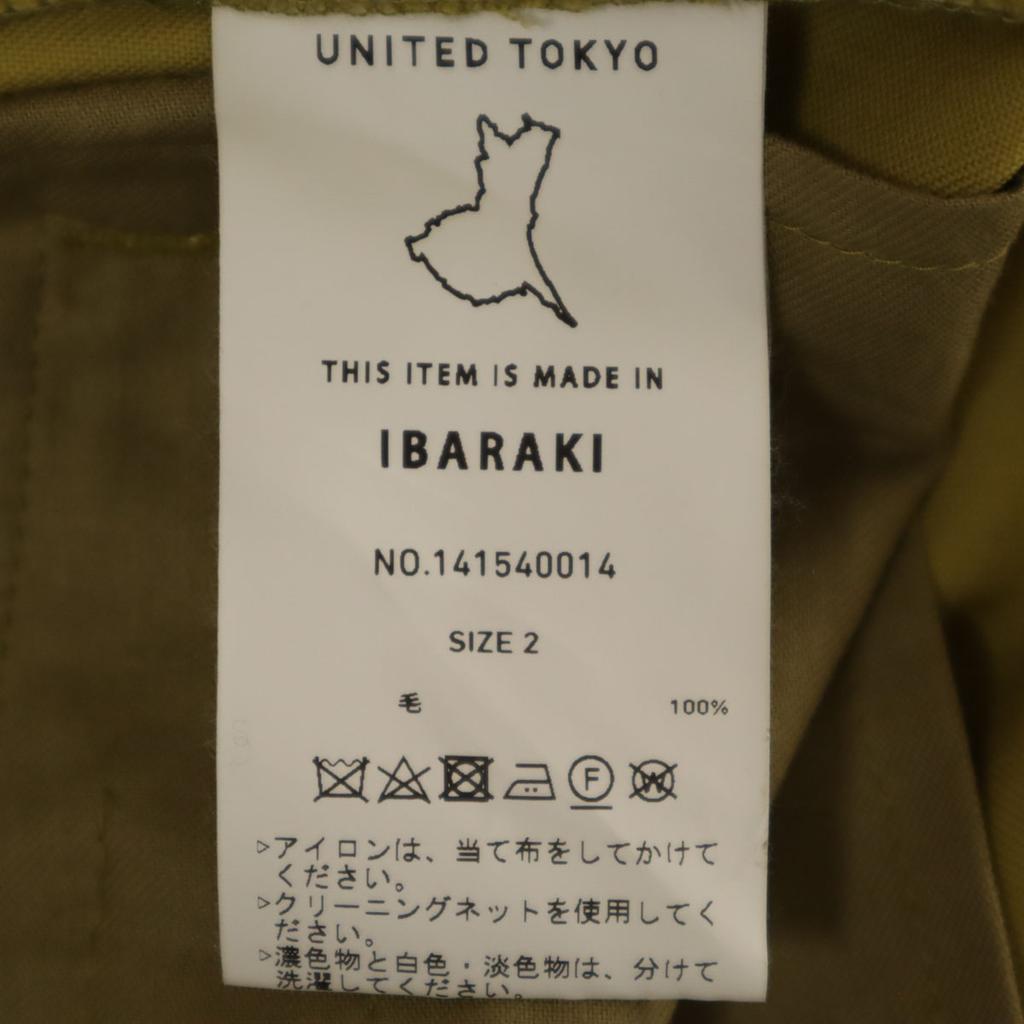 UNITED TOKYO
THIS ITEM IS MADE IN
IBARAKI
NO.141540014
SIZE 2
毛 100%
F W
▷アイロンは、当て布をしてかけて
ください。
▷クリーニングネットを使用してく
ださい。
▷濃色物と白色・淡色物は、分けて
洗濯してください。